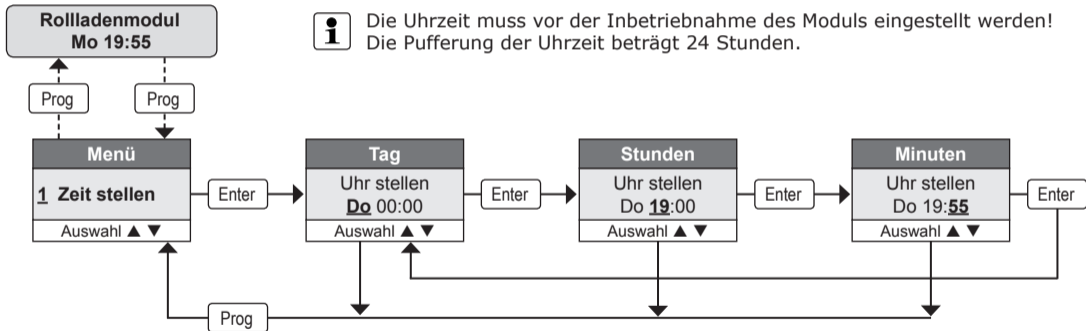 Rollladenmodul
Mo 19:55
Die Uhrzeit muss vor der Inbetriebnahme des Moduls eingestellt werden!
Die Pufferung der Uhrzeit beträgt 24 Stunden.
Prog
Prog
Menü
1 Zeit stellen
Auswahl ▲ ▼
Enter
Tag
Uhr stellen
Do 00:00
Auswahl ▲ ▼
Enter
Stunden
Uhr stellen
Do 19:00
Auswahl ▲ ▼
Enter
Minuten
Uhr stellen
Do 19:55
Auswahl ▲ ▼
Enter
Prog